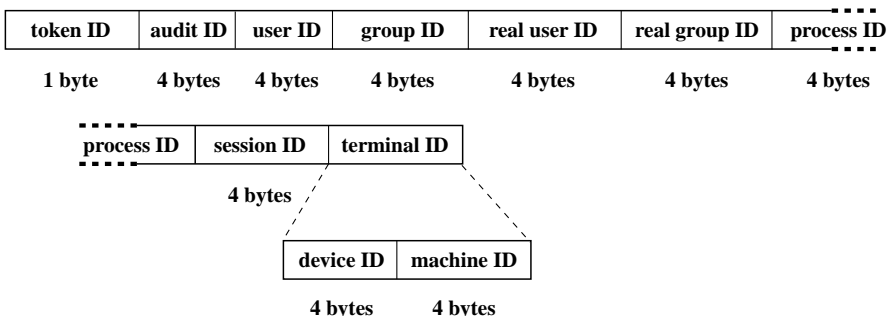 token ID audit ID user ID group ID real user ID real group ID process ID
1 byte 4 bytes 4 bytes 4 bytes 4 bytes 4 bytes 4 bytes
process ID session ID terminal ID
4 bytes
device ID machine ID
4 bytes 4 bytes